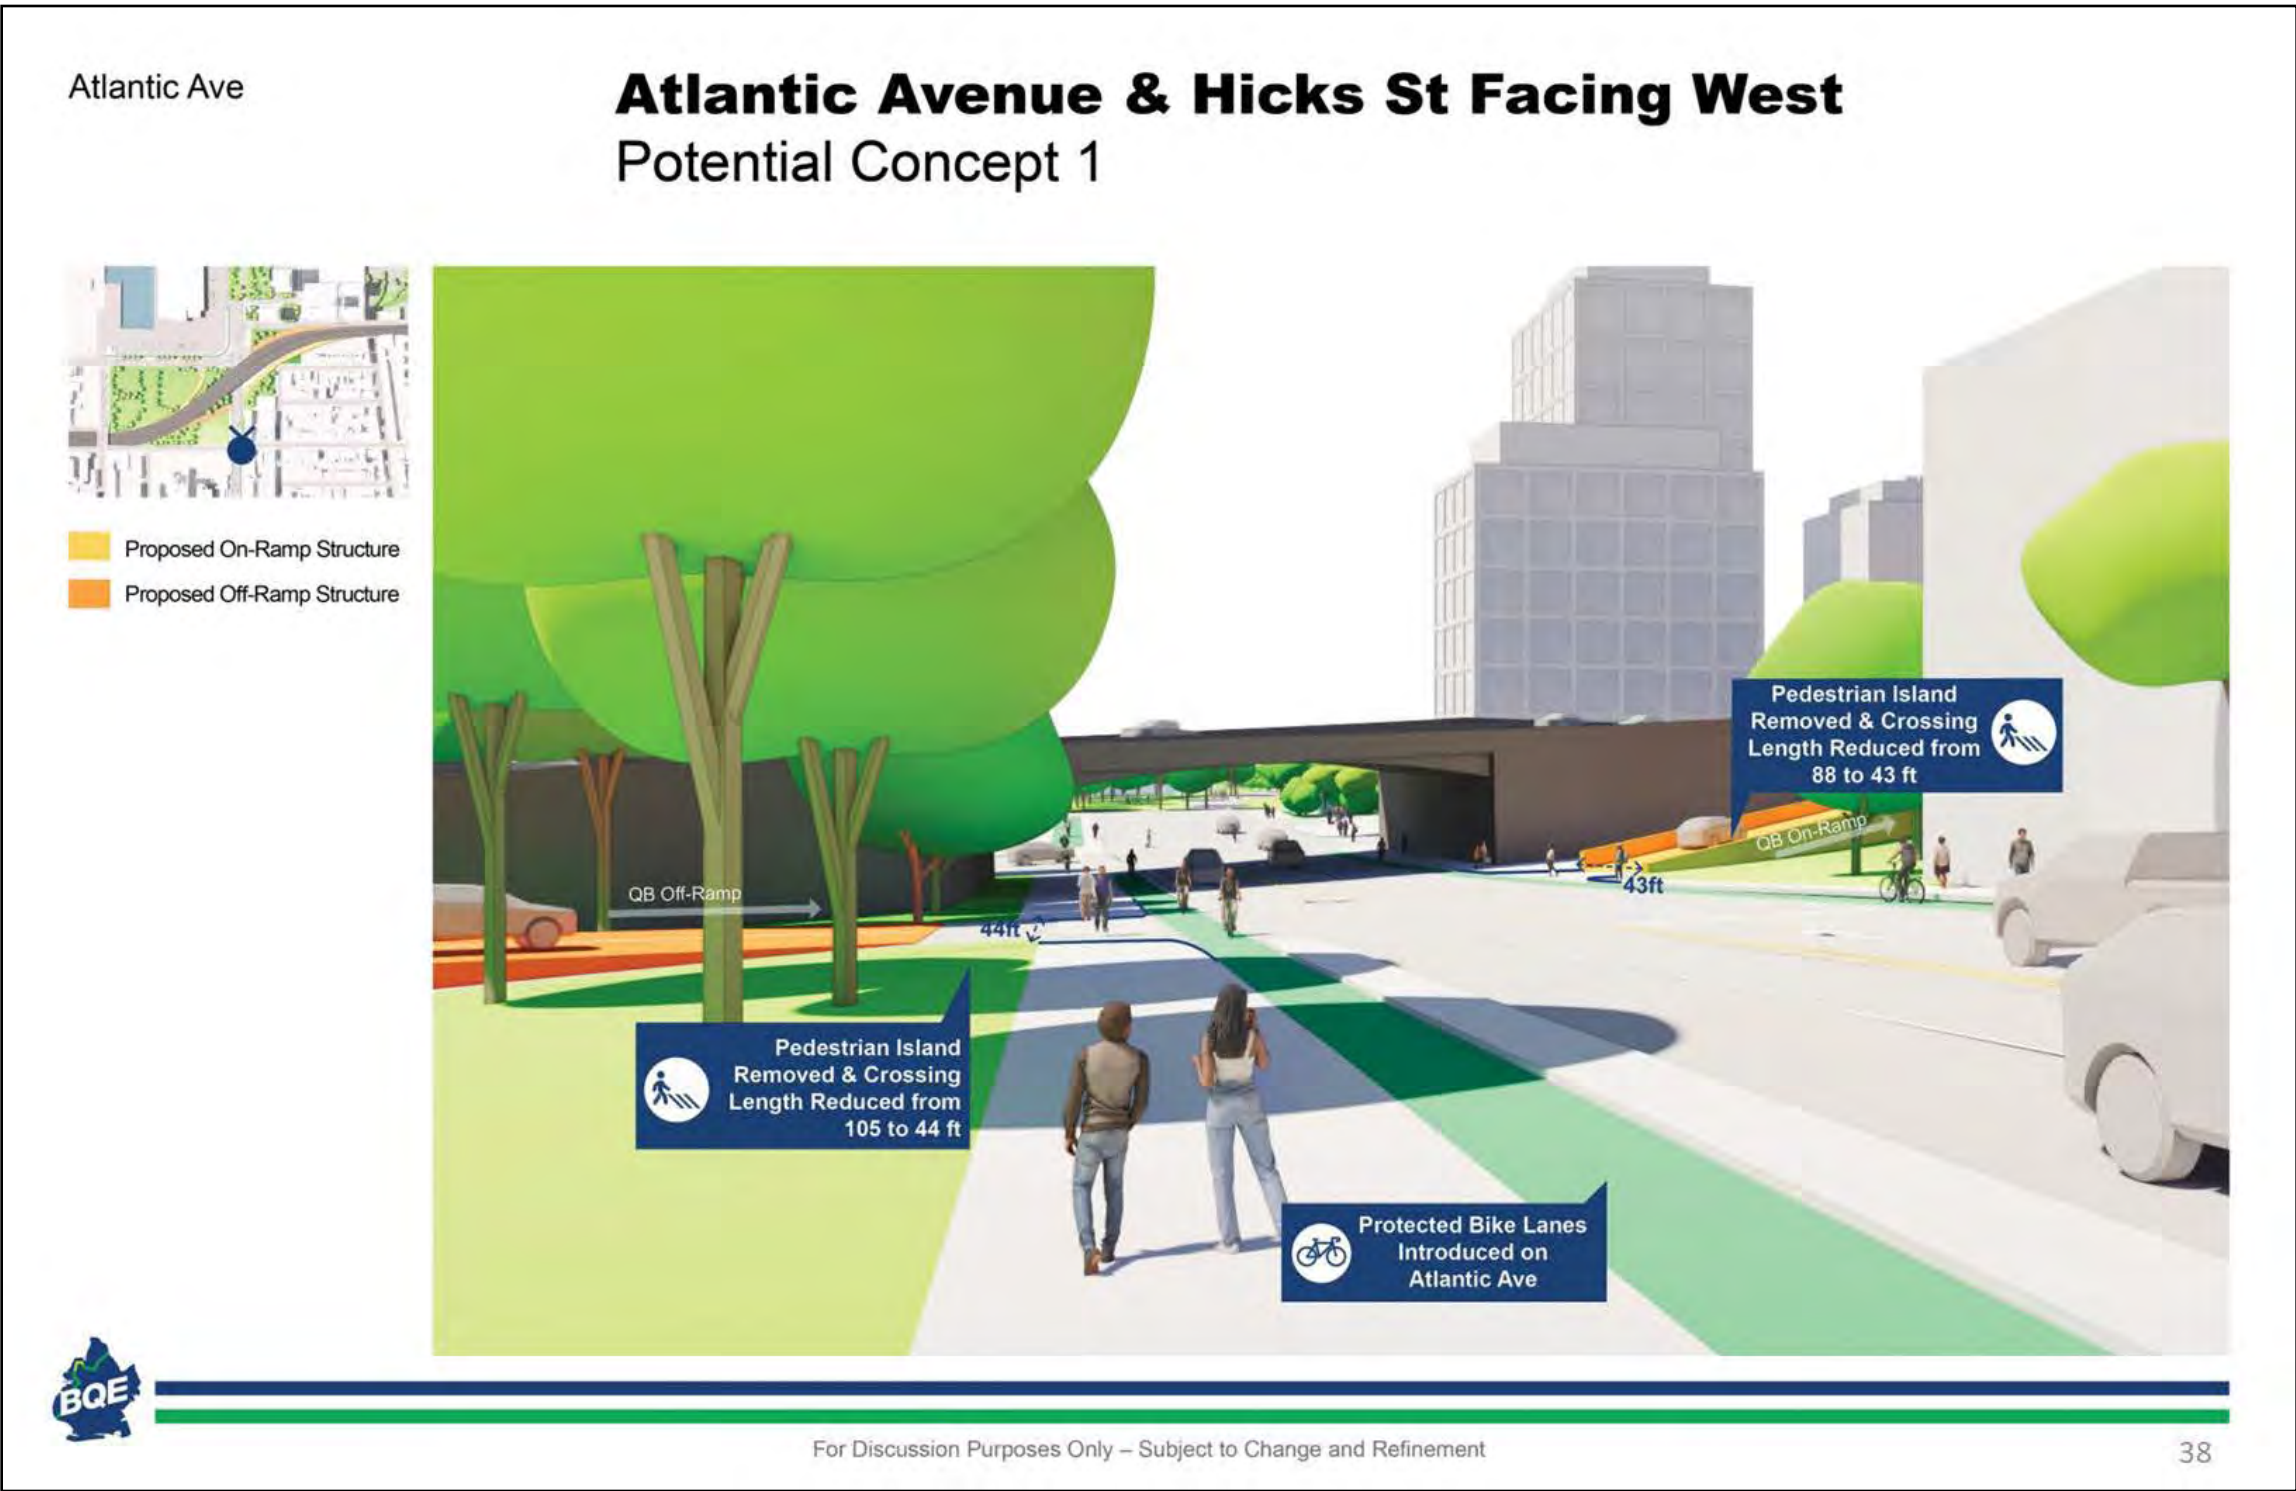 Atlantic Ave
Atlantic Avenue & Hicks St Facing West
Potential Concept 1
Proposed On-Ramp Structure
Proposed Off-Ramp Structure
Pedestrian Island
Removed & Crossing
Length Reduced from
88 to 43 ft
QB On-Ramp
43ft
QB Off-Ramp
44ft
Pedestrian Island
Removed & Crossing
Length Reduced from
105 to 44 ft
Protected Bike Lanes
Introduced on
Atlantic Ave
BQE
For Discussion Purposes Only – Subject to Change and Refinement
38